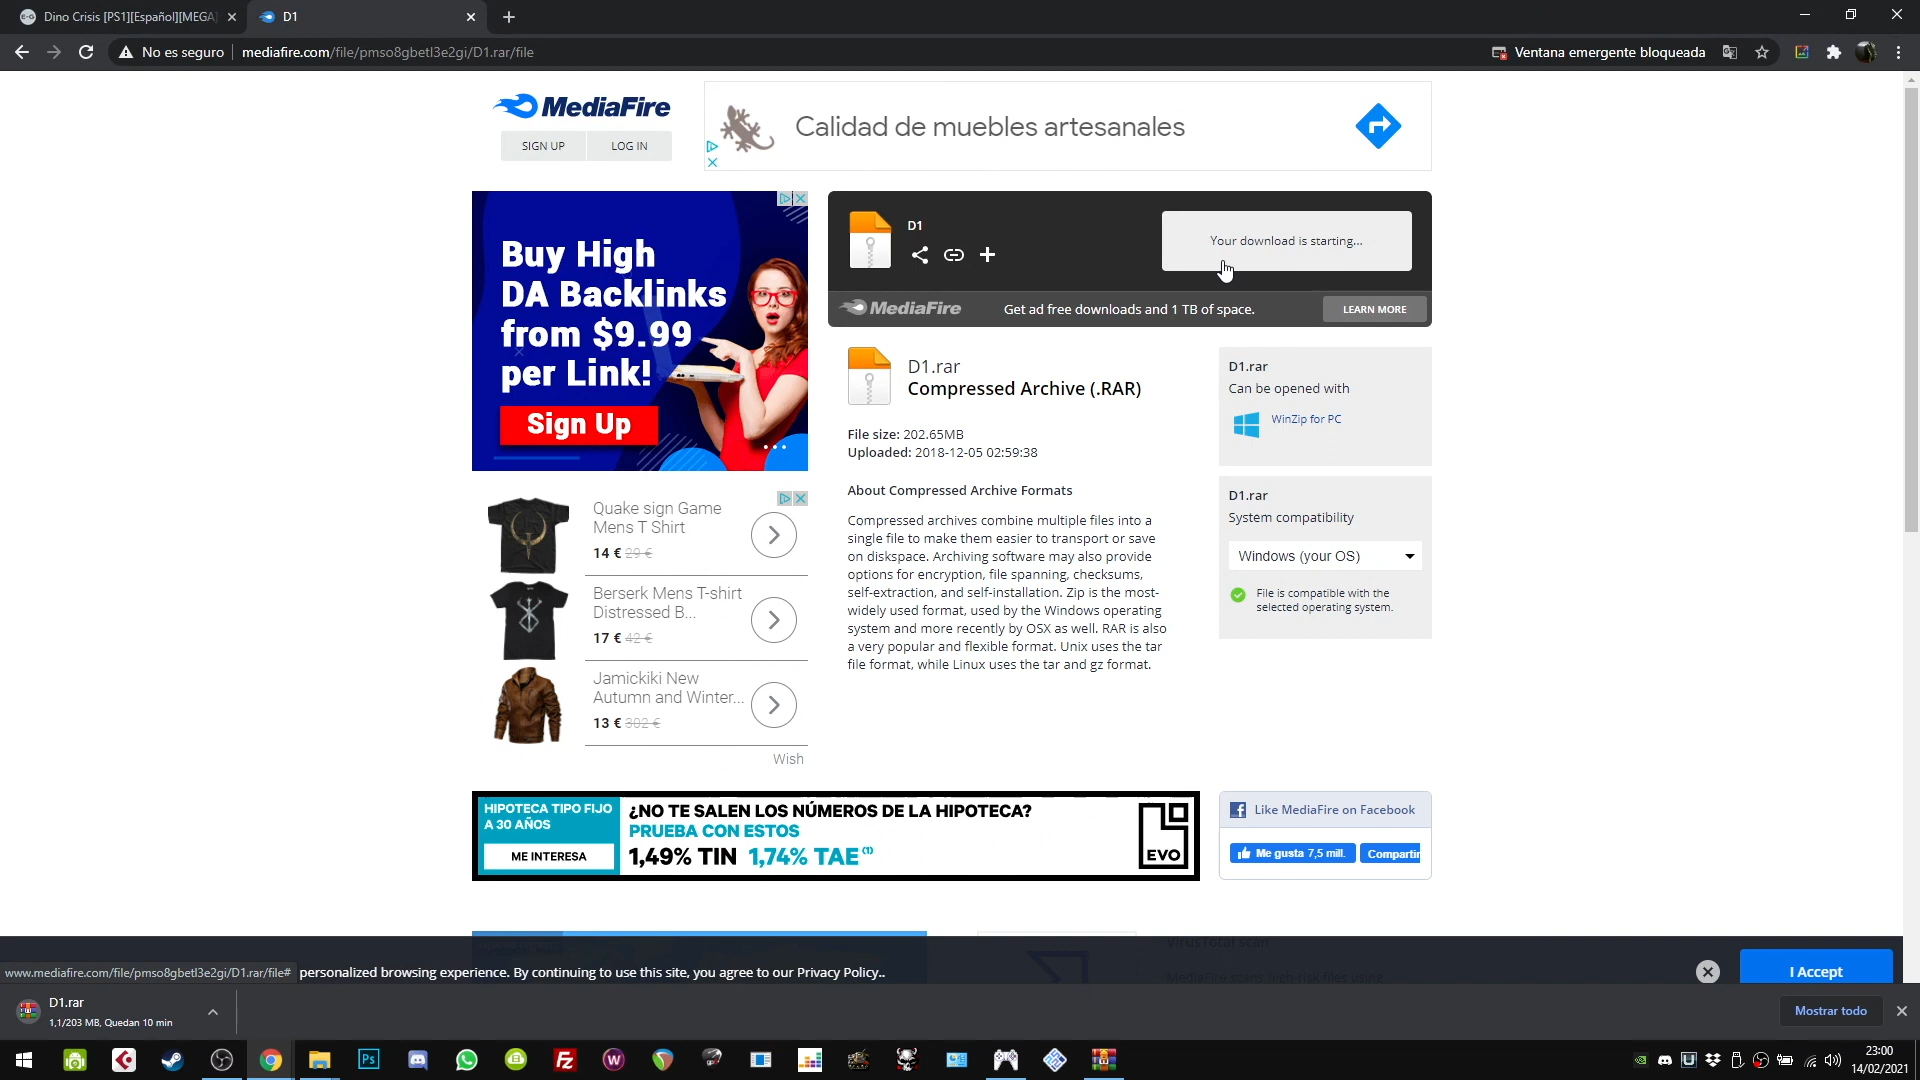 Dino Crisis [PS1][Español][MEGA]
D1
No es seguro
mediafire.com/file/pmso8gbetl3e2gi/D1.rar/file
Ventana emergente bloqueada
MediaFire
SIGN UP
LOG IN
Calidad de muebles artesanales
Buy High
DA Backlinks
from $9.99
per Link!
Sign Up
D1
Your download is starting...
MediaFire
Get ad free downloads and 1 TB of space.
LEARN MORE
D1.rar
Compressed Archive (.RAR)
File size: 202.65MB
Uploaded: 2018-12-05 02:59:38
About Compressed Archive Formats
Compressed archives combine multiple files into a
single file to make them easier to transport or save
on diskspace. Archiving software may also provide
options for encryption, file spanning, checksums,
self-extraction, and self-installation. Zip is the most-
widely used format, used by the Windows operating
system and more recently by OSX as well. RAR is also
a very popular and flexible format. Unix uses the tar
file format, while Linux uses the tar and gz format.
D1.rar
Can be opened with
WinZip for PC
D1.rar
System compatibility
Windows (your OS)
File is compatible with the
selected operating system.
Quake sign Game
Mens T Shirt
14 € 29 €
Berserk Mens T-shirt
Distressed B...
17 € 42 €
Jamickiki New
Autumn and Winter...
13 € 302 €
Wish
HIPOTECA TIPO FIJO
A 30 AÑOS
ME INTERESA
¿NO TE SALEN LOS NÚMEROS DE LA HIPOTECA?
PRUEBA CON ESTOS
1,49% TIN 1,74% TAE (1)
EVO
Like MediaFire on Facebook
Me gusta 7,5 mill.
Compartir
VirusTotal scan
www.mediafire.com/file/pmso8gbetl3e2gi/D1.rar/file#
personalized browsing experience. By continuing to use this site, you agree to our Privacy Policy..
I Accept
D1.rar
1,1/203 MB, Quedan 10 min
Mostrar todo
Ps
Fz
W
23:00
14/02/2021